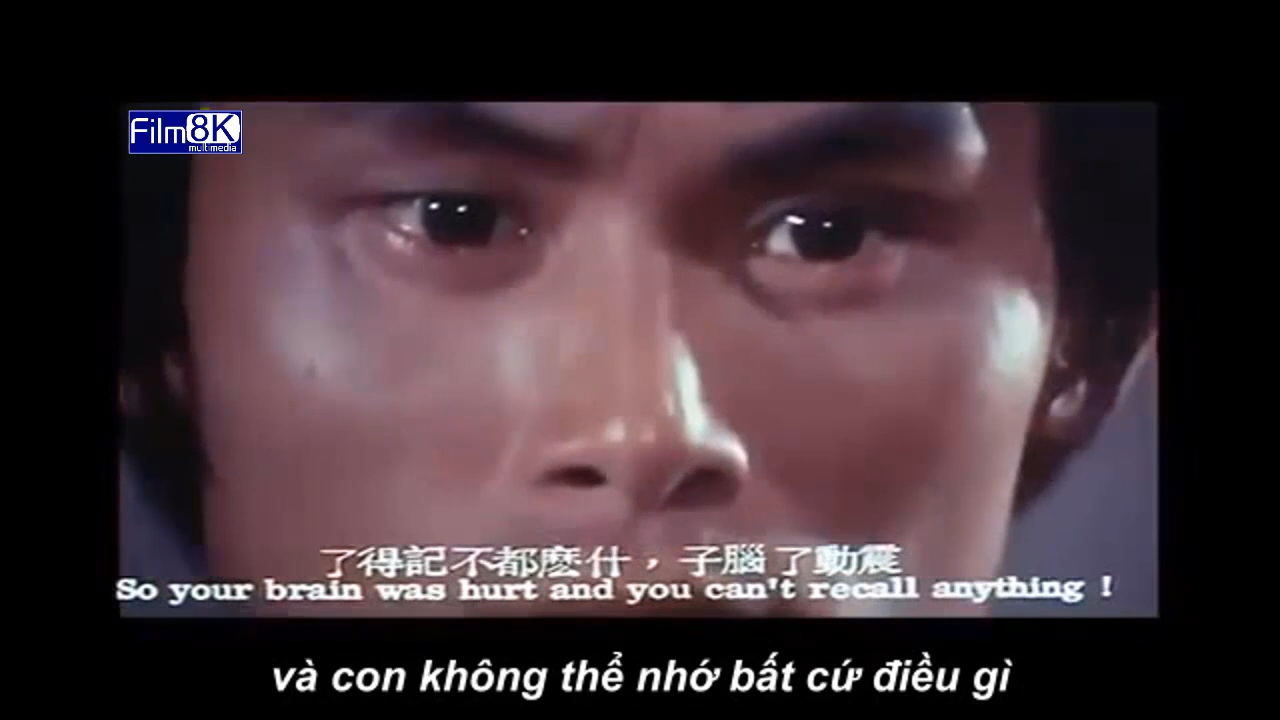 Film8K
multimedia
震動了腦子，什麽都不記得了
So your brain was hurt and you can't recall anything !
và con không thể nhớ bất cứ điều gì